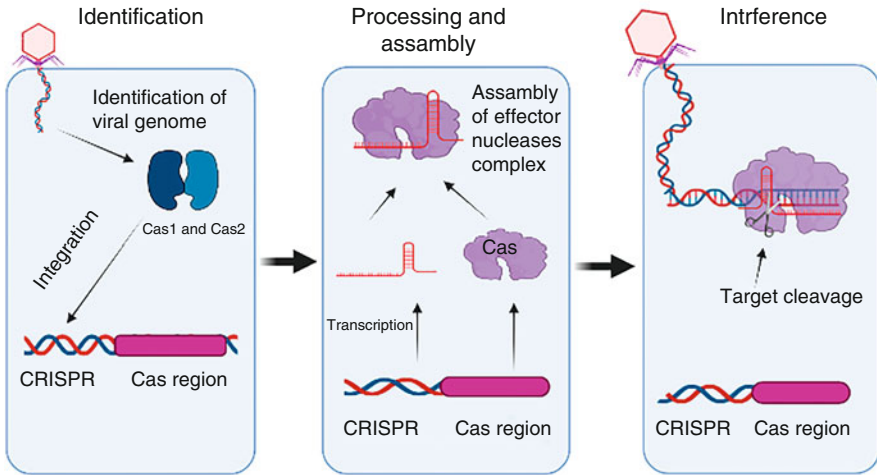 Identification
Identification of
viral genome
Cas1 and Cas2
Integration
CRISPR Cas region
Processing and
assambly
Assambly
of effector
nucleases
complex
Cas
Transcription
CRISPR Cas region
Intrference
Target cleavage
CRISPR Cas region